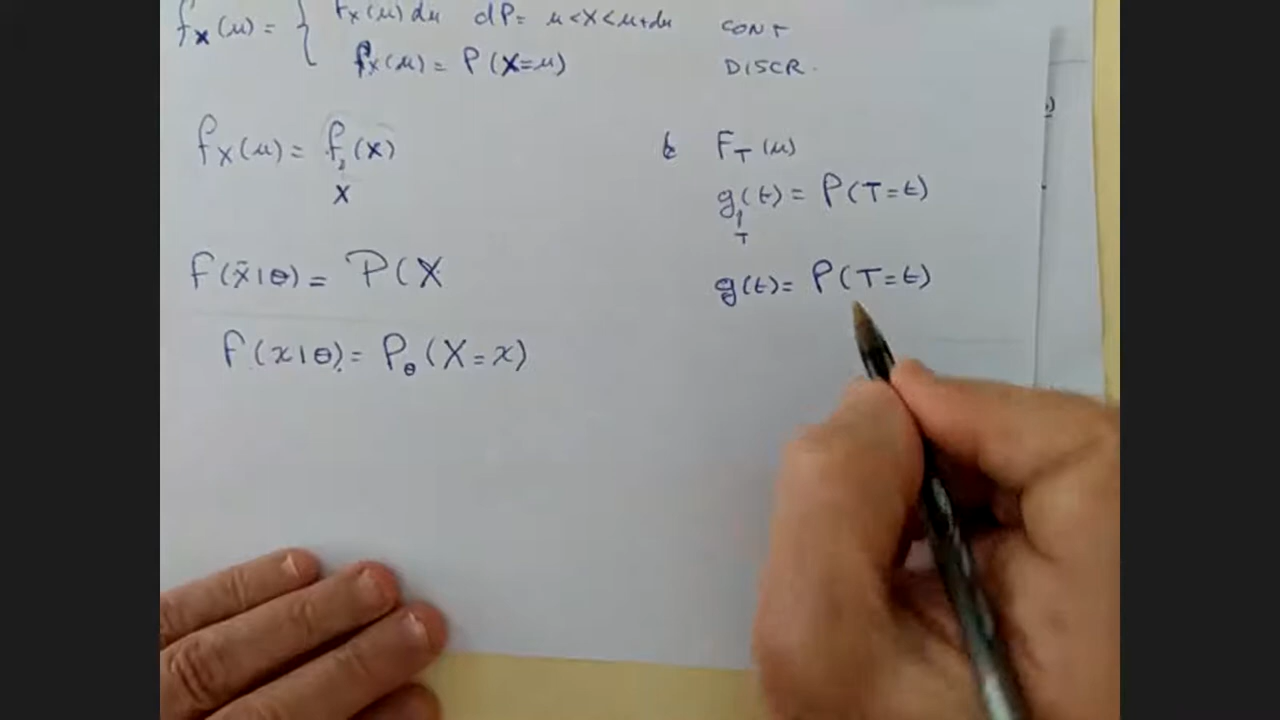 fx(u) = { fx(u) du dP = u<X<u+du CONT
fx(u) = P(X=u) DISCR.
fx(u) = f,(x)
X
t FT(u)
g(t) = P(T=t)
T
f(x̄|θ) = P(X
g(t) = P(T=t)
f(x|θ) = Pθ(X=x)